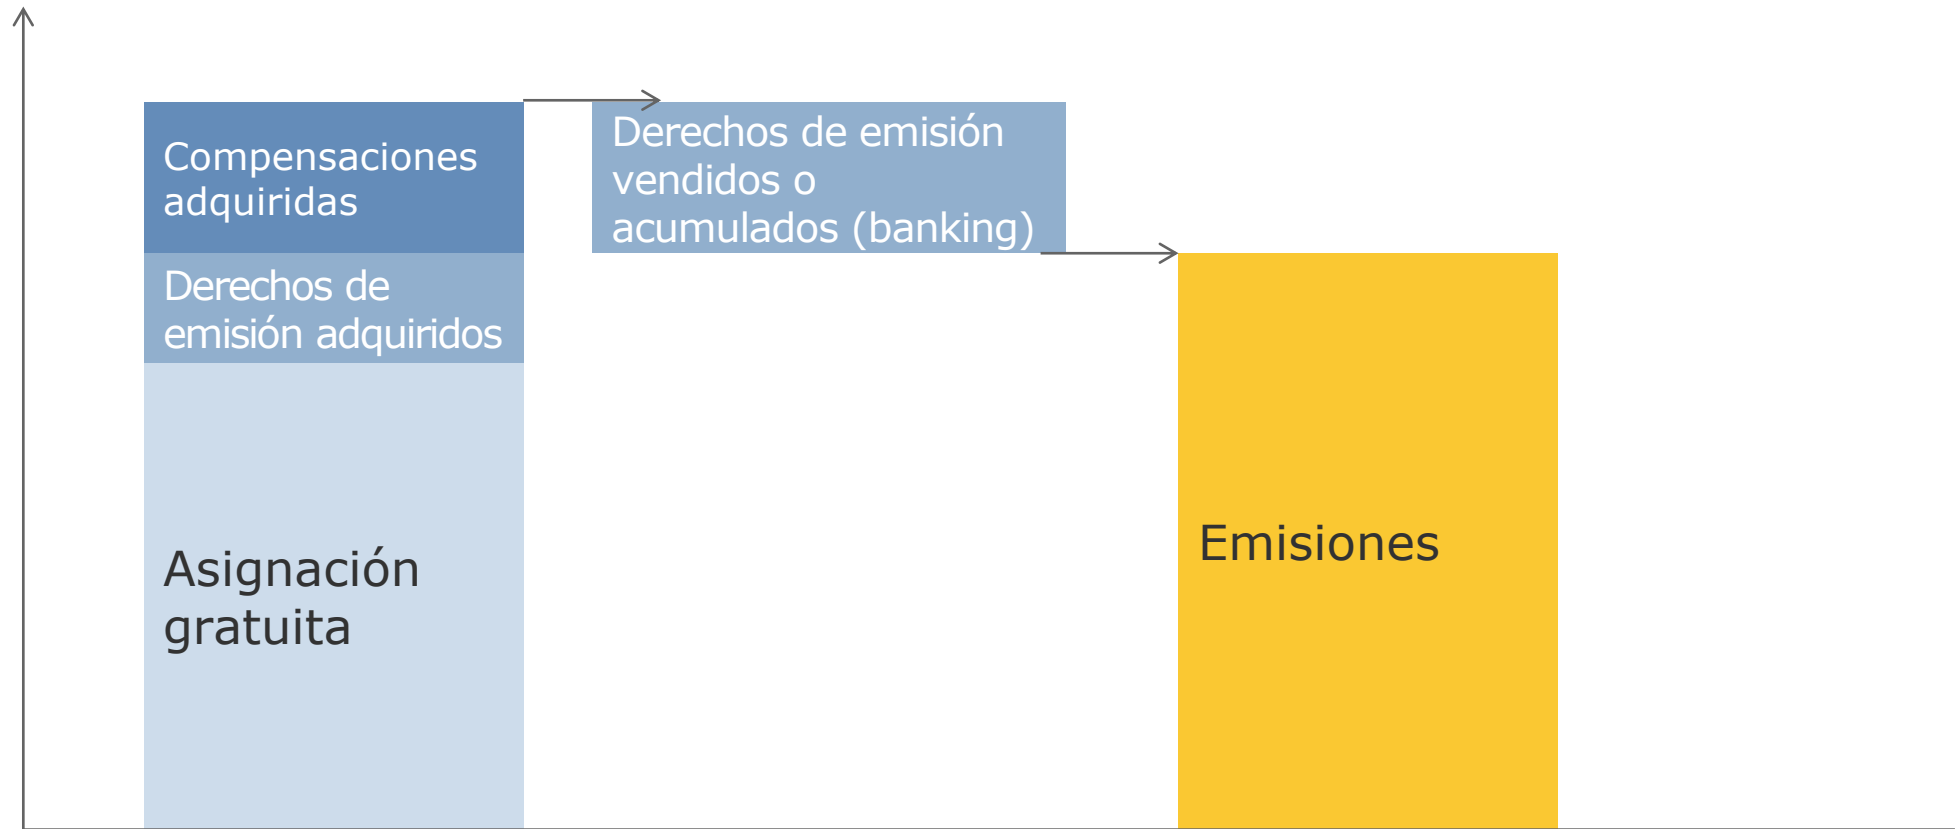 Compensaciones
adquiridas
Derechos de
emisión adquiridos
Asignación
gratuita
Derechos de emisión
vendidos o
acumulados (banking)
Emisiones